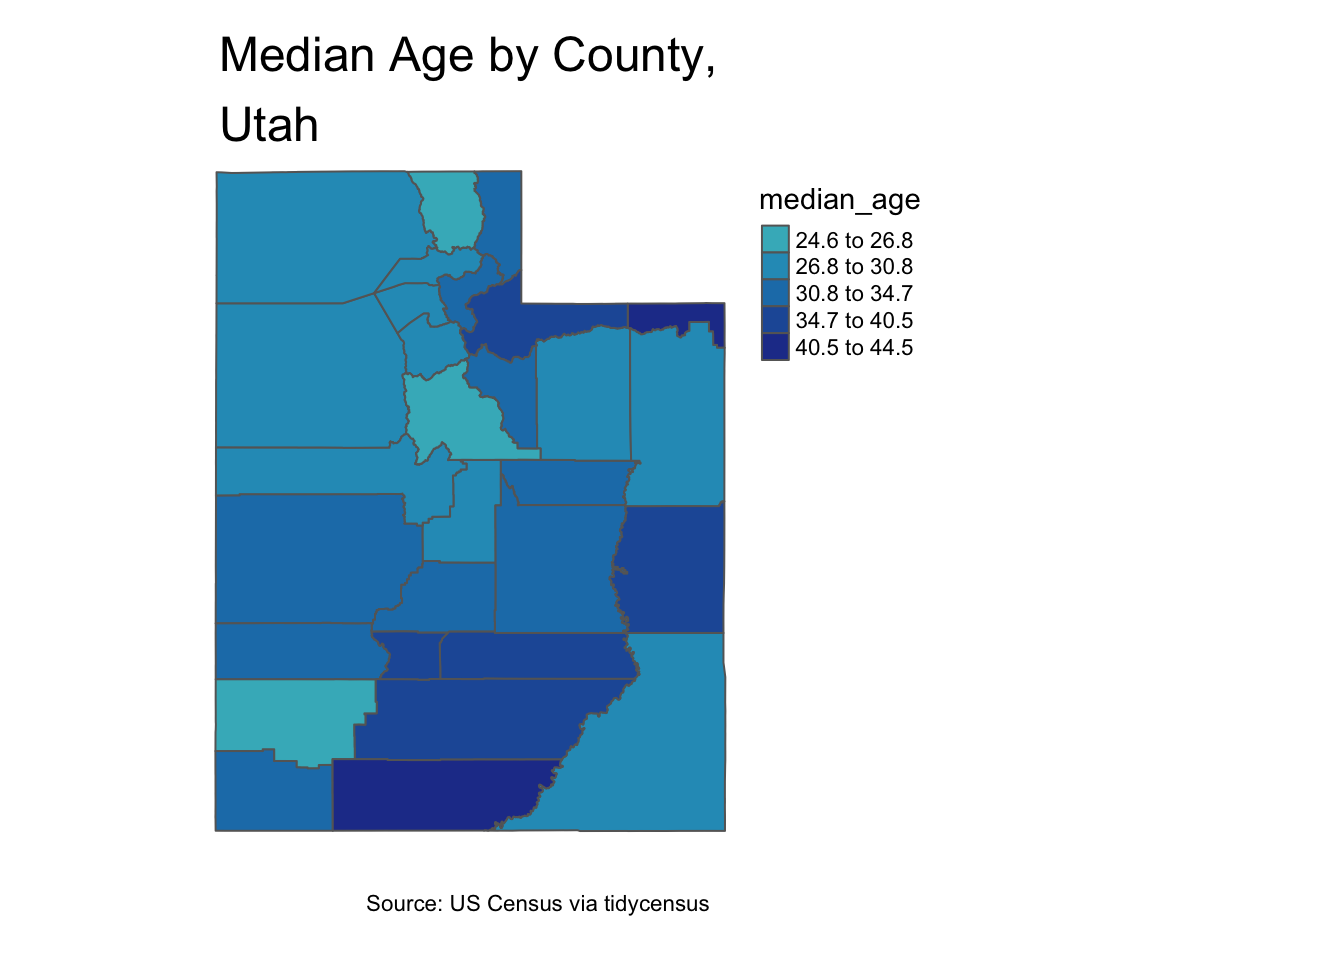 Median Age by County,
Utah
median_age
24.6 to 26.8
26.8 to 30.8
30.8 to 34.7
34.7 to 40.5
40.5 to 44.5
Source: US Census via tidycensus